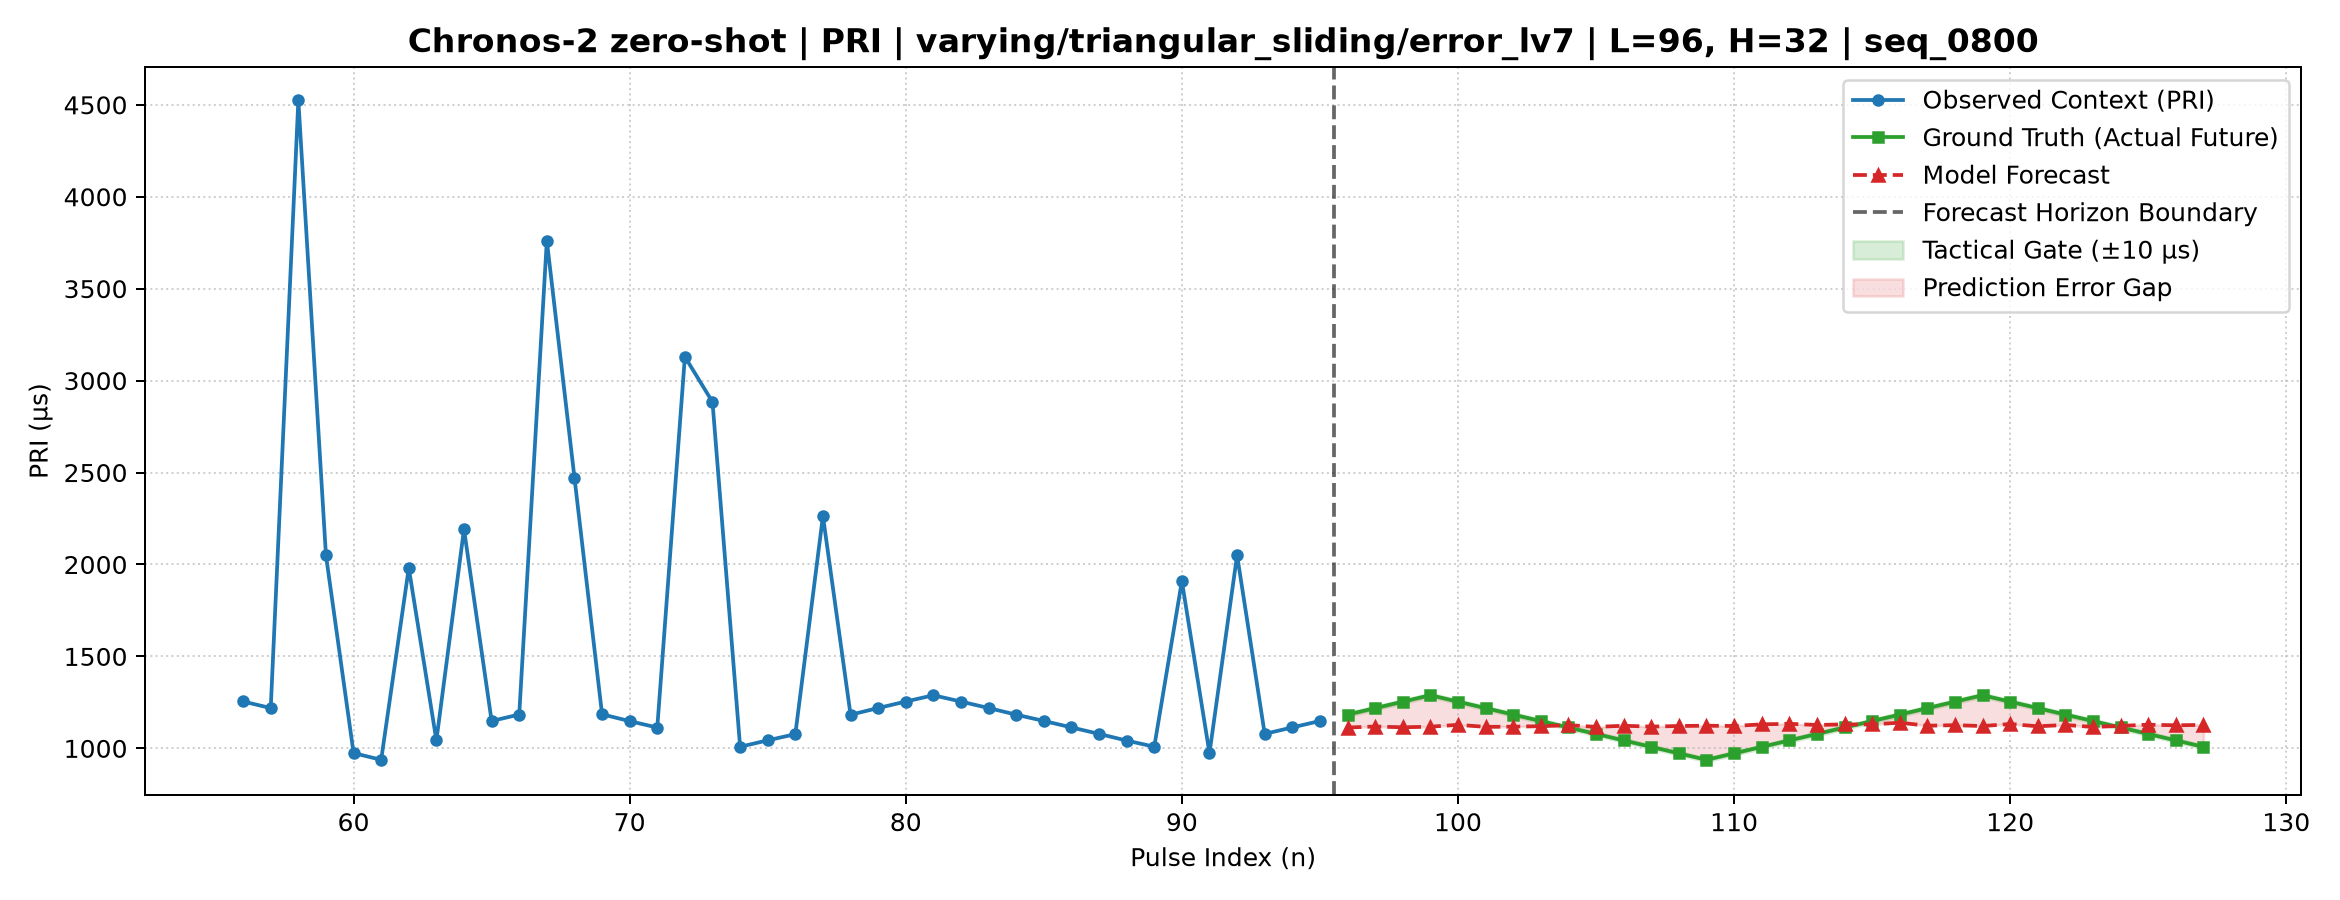 Chronos-2 zero-shot | PRI | varying/triangular_sliding/error_lv7 | L=96, H=32 | seq_0800
Observed Context (PRI)
Ground Truth (Actual Future)
Model Forecast
Forecast Horizon Boundary
Tactical Gate (±10 µs)
Prediction Error Gap
4500
4000
3500
3000
2500
2000
1500
1000
PRI (µs)
60 70 80 90 100 110 120 130
Pulse Index (n)